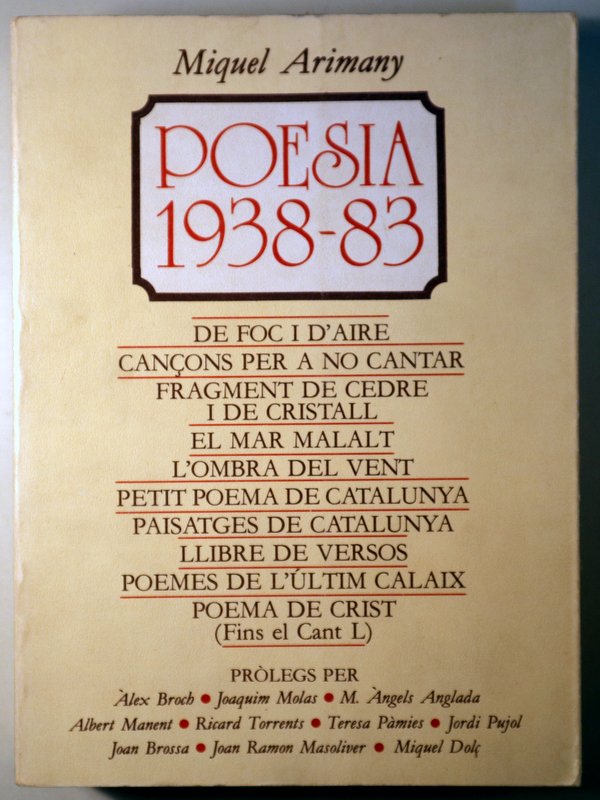 Miquel Arimany
POESIA
1938-83
DE FOC I D'AIRE
CANÇONS PER A NO CANTAR
FRAGMENT DE CEDRE
I DE CRISTALL
EL MAR MALALT
L'OMBRA DEL VENT
PETIT POEMA DE CATALUNYA
PAISATGES DE CATALUNYA
LLIBRE DE VERSOS
POEMES DE L'ÚLTIM CALAIX
POEMA DE CRIST
(Fins el Cant L)
PRÒLEGS PER
Àlex Broch ● Joaquim Molas ● M. Àngels Anglada
Albert Manent ● Ricard Torrents ● Teresa Pàmies ● Jordi Pujol
Joan Brossa ● Joan Ramon Masoliver ● Miquel Dolç